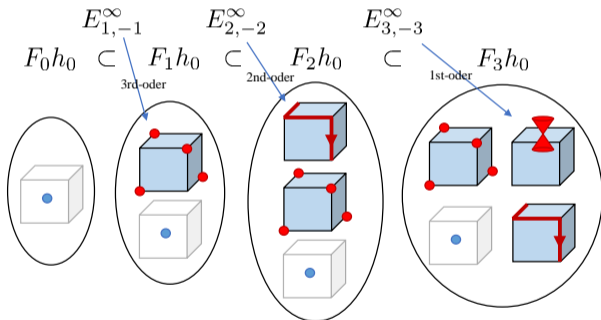 E^∞_{1,−1} E^∞_{2,−2} E^∞_{3,−3}
F_0h_0 ⊂ F_1h_0 ⊂ F_2h_0 ⊂ F_3h_0
3rd-oder 2nd-oder 1st-oder